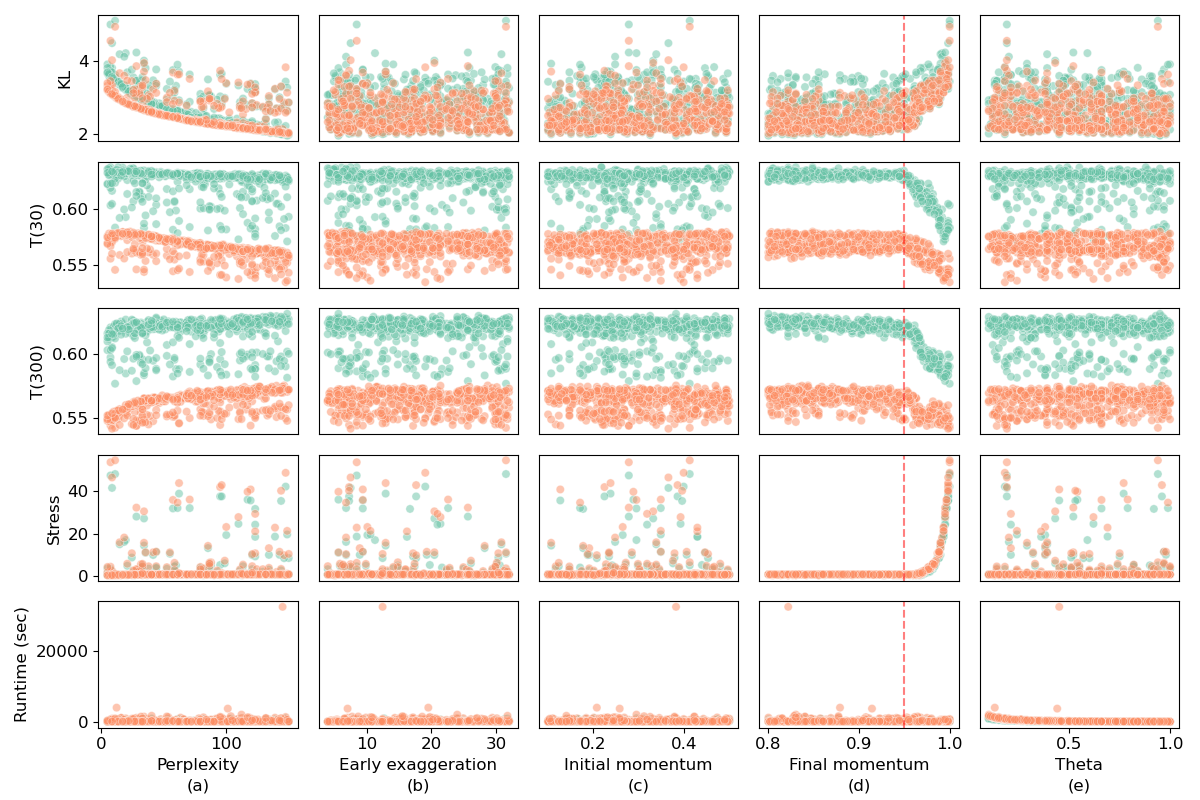 KL
4
2
T(30)
0.60
0.55
T(300)
0.60
0.55
Stress
40
20
0
Runtime (sec)
20000
0
0 100
10 20 30
0.2 0.4
0.8 0.9 1.0
0.5 1.0
Perplexity Early exaggeration Initial momentum Final momentum Theta
(a) (b) (c) (d) (e)